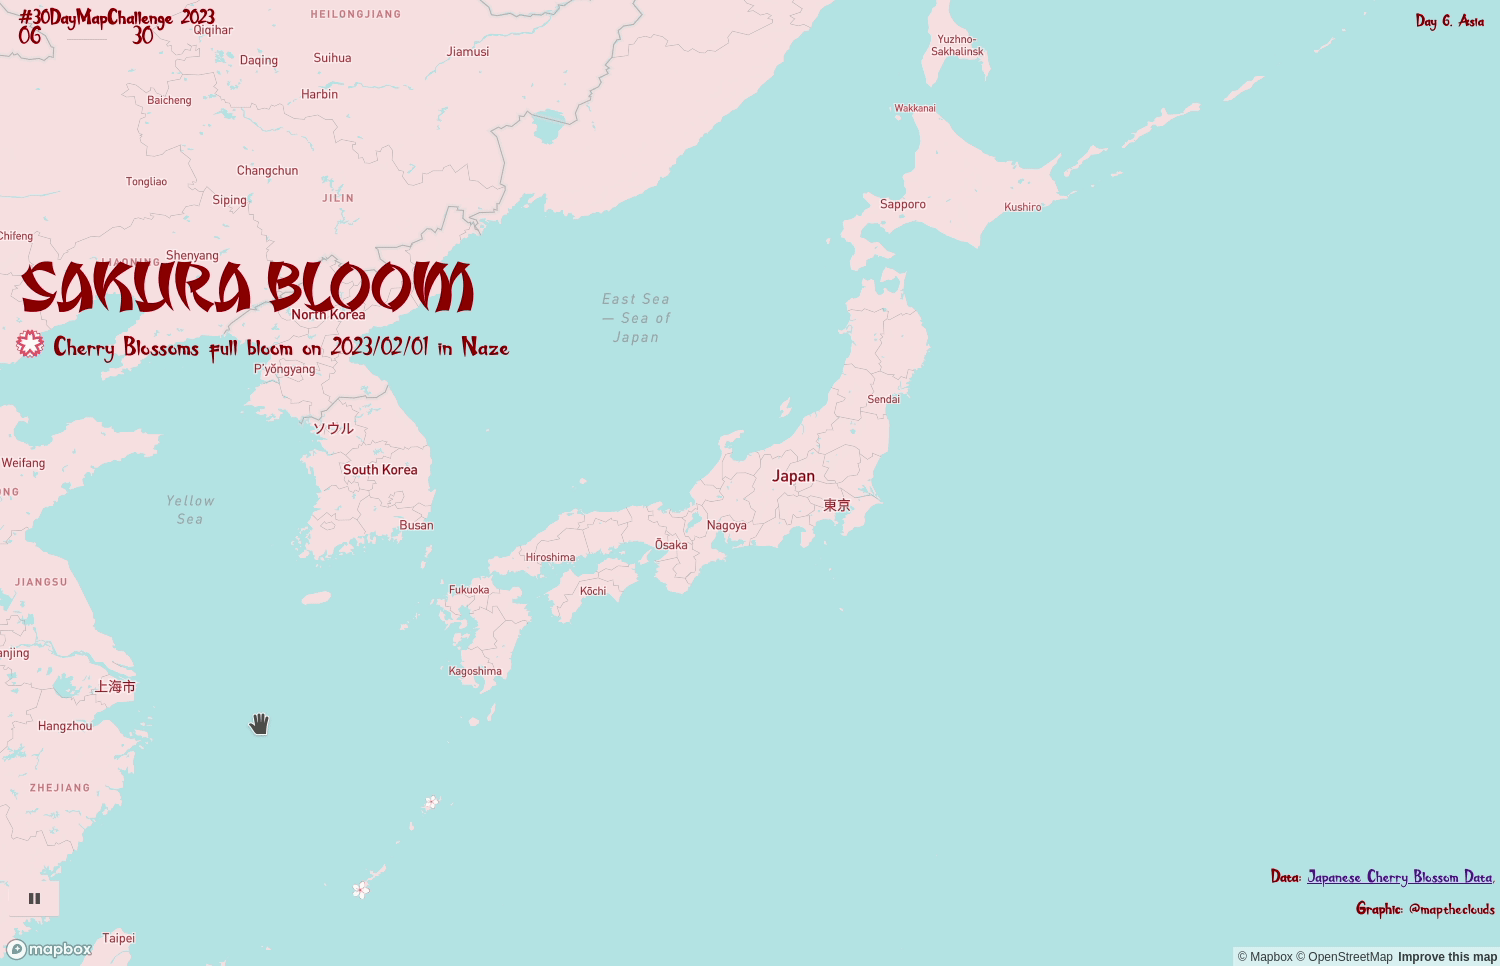 #30DayMapChallenge 2023
06 30
Day 6. Asia
HEILONGJIANG
Qiqihar
Daqing
Suihua
Jiamusi
Yuzhno-
Sakhalinsk
Baicheng
Harbin
Wakkanai
Changchun
Tongliao
Siping
JILIN
Sapporo
Kushiro
Chifeng
Shenyang
LIAONING
SAKURA BLOOM
North Korea
East Sea
— Sea of
Japan
Cherry Blossoms full bloom on 2023/02/01 in Naze
P'yŏngyang
Sendai
ソウル
Weifang
South Korea
Japan
ONG
Yellow
Sea
東京
Busan
Nagoya
Ōsaka
Hiroshima
JIANGSU
Fukuoka
Kōchi
anjing
Kagoshima
上海市
Hangzhou
ZHEJIANG
Data: Japanese Cherry Blossom Data,
Graphic: @maptheclouds
Taipei
mapbox
© Mapbox © OpenStreetMap Improve this map